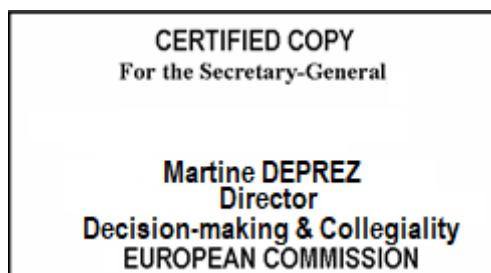 CERTIFIED COPY
For the Secretary-General
Martine DEPREZ
Director
Decision-making & Collegiality
EUROPEAN COMMISSION